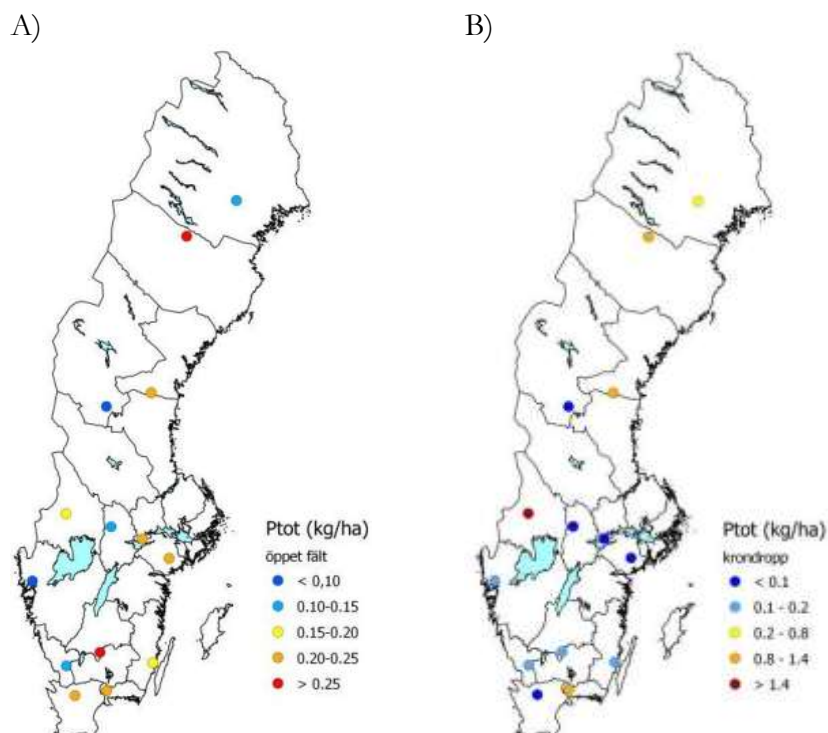 A)
Ptot (kg/ha)
öppet fält
< 0,10
0.10-0.15
0.15-0.20
0.20-0.25
> 0.25
B)
Ptot (kg/ha)
krondropp
< 0.1
0.1 - 0.2
0.2 - 0.8
0.8 - 1.4
> 1.4